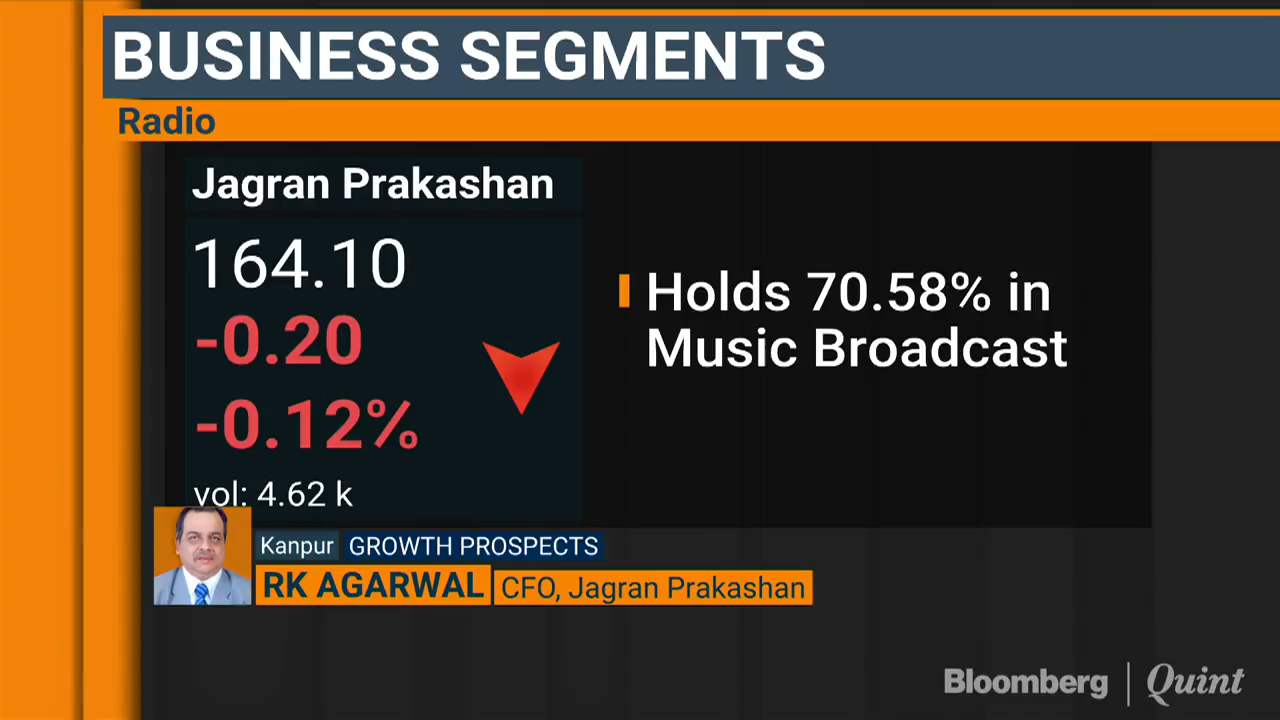 BUSINESS SEGMENTS
Radio
Jagran Prakashan
164.10
-0.20
-0.12%
vol: 4.62 k
Holds 70.58% in
Music Broadcast
Kanpur GROWTH PROSPECTS
RK AGARWAL CFO, Jagran Prakashan
Bloomberg | Quint